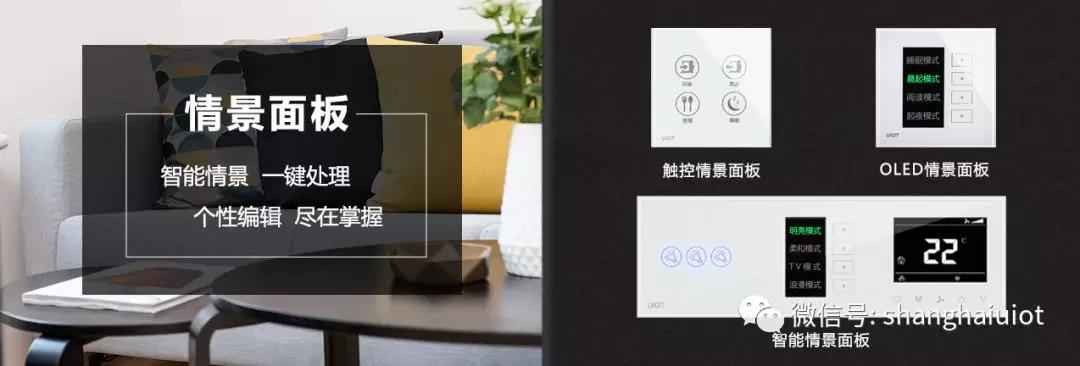 情景面板
智能情景 一键处理
个性编辑 尽在掌握
UIOT
触控情景面板
睡眠模式
晨起模式
阅读模式
起夜模式
UIOT
OLED情景面板
明亮模式
柔和模式
TV模式
浪漫模式
22℃
UIOT
微信号: shanghaiuiot
智能情景面板